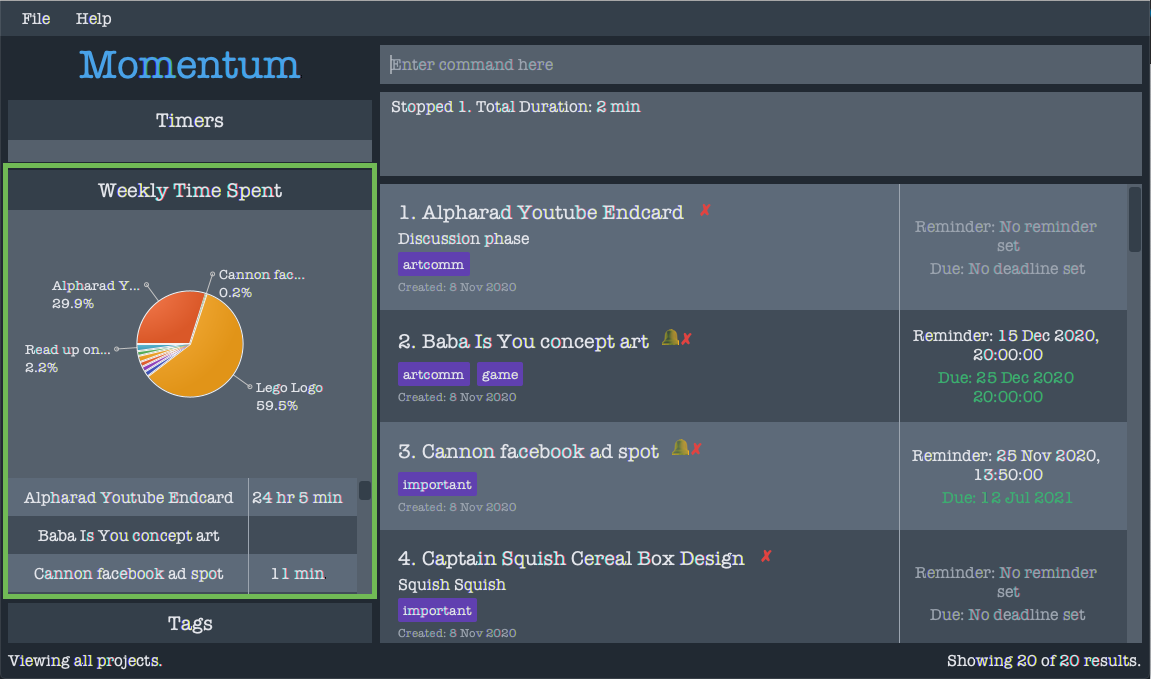 File Help
Momentum
Timers
Weekly Time Spent
Alpharad Y...
29.9%
Cannon fac...
0.2%
Read up on...
2.2%
Lego Logo
59.5%
Alpharad Youtube Endcard 24 hr 5 min
Baba Is You concept art
Cannon facebook ad spot 11 min
Tags
Enter command here
Stopped 1. Total Duration: 2 min
1. Alpharad Youtube Endcard ✗
Discussion phase
artcomm
Created: 8 Nov 2020
Reminder: No reminder
set
Due: No deadline set
2. Baba Is You concept art ✗
artcomm game
Created: 8 Nov 2020
Reminder: 15 Dec 2020,
20:00:00
Due: 25 Dec 2020
20:00:00
3. Cannon facebook ad spot ✗
important
Created: 8 Nov 2020
Reminder: 25 Nov 2020,
13:50:00
Due: 12 Jul 2021
4. Captain Squish Cereal Box Design ✗
Squish Squish
important
Created: 8 Nov 2020
Reminder: No reminder
set
Due: No deadline set
Viewing all projects.
Showing 20 of 20 results.